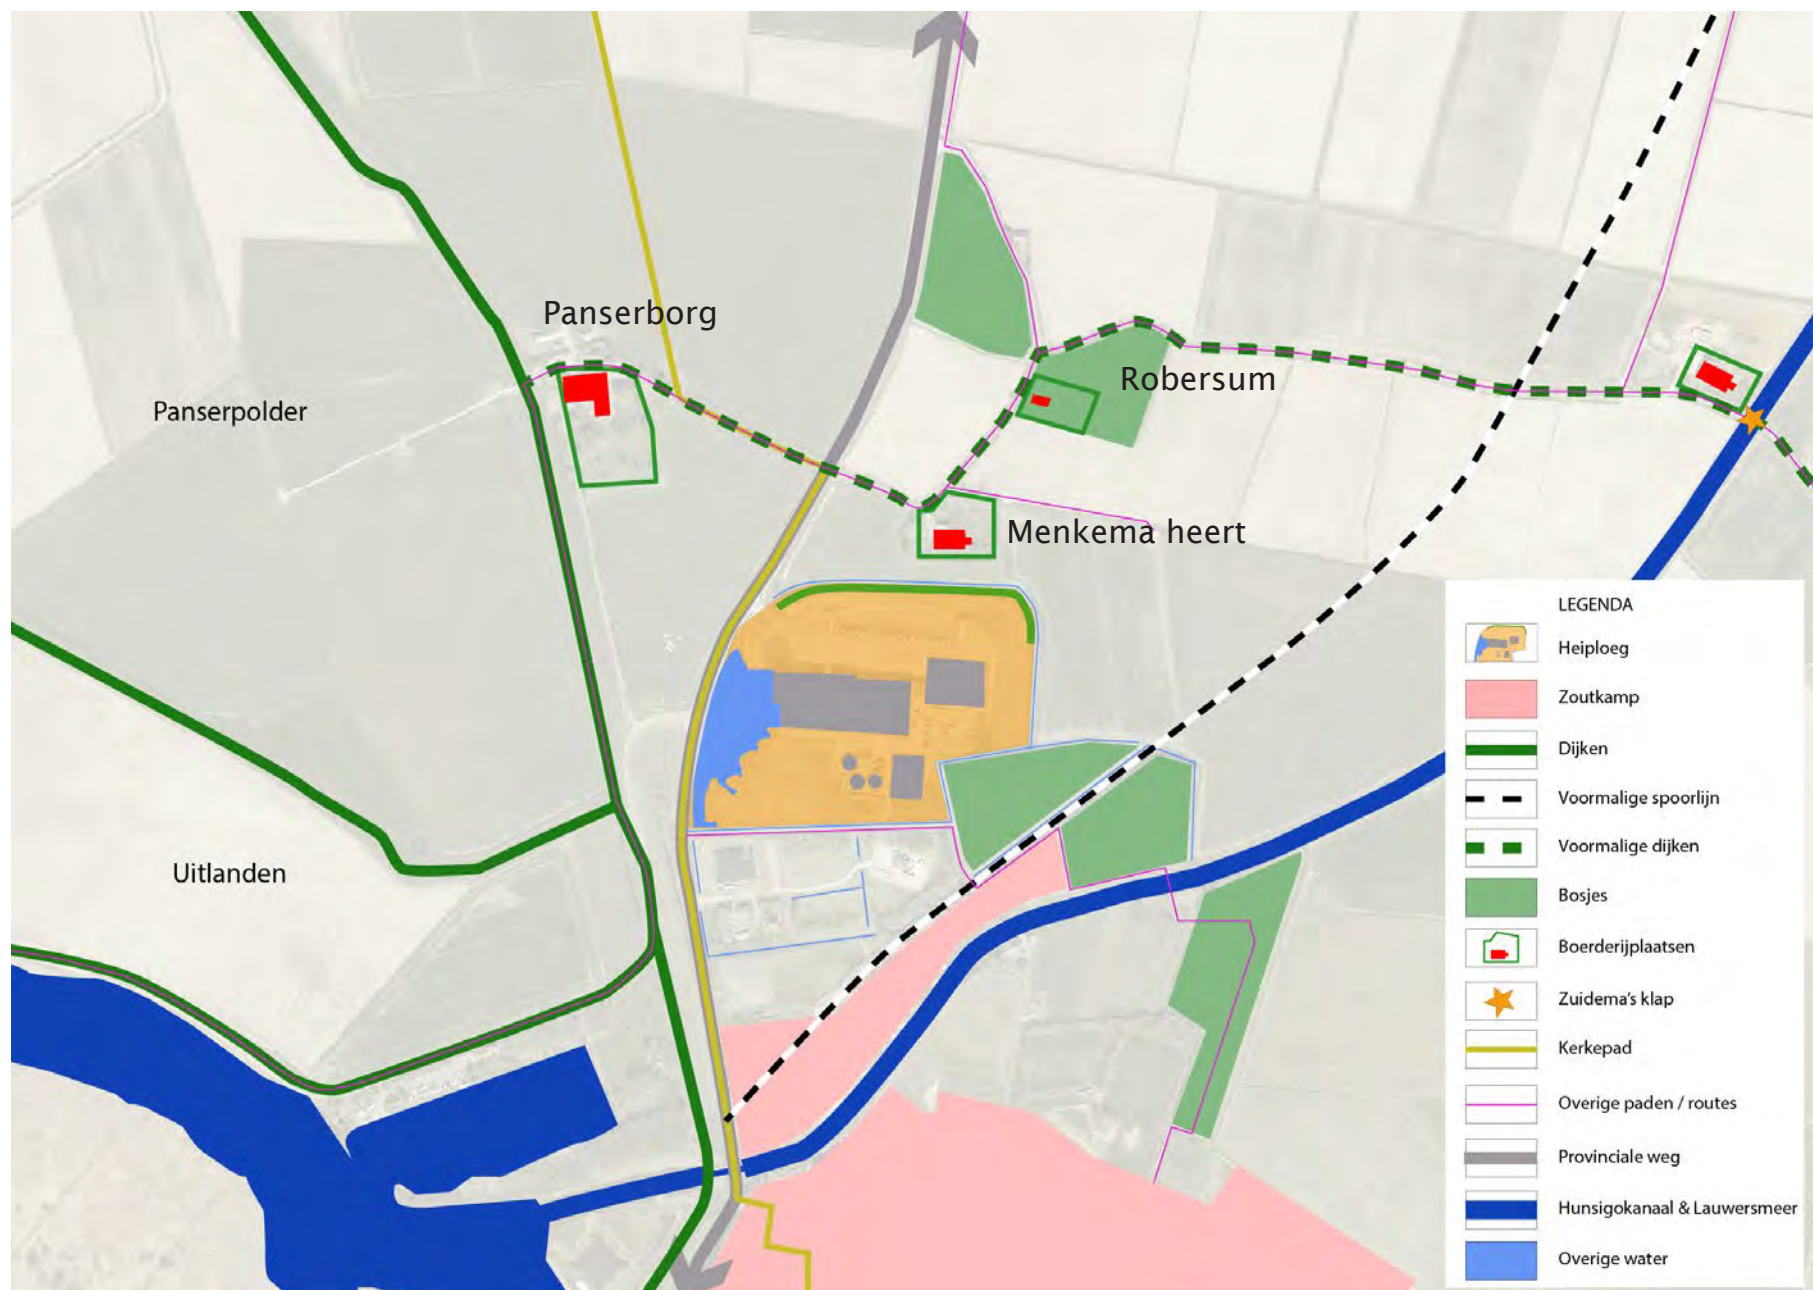 Panserborg
Robersum
Panserpolder
Menkema heert
Uitlanden
LEGENDA
Heiploeg
Zoutkamp
Dijken
Voormalige spoorlijn
Voormalige dijken
Bosjes
Boerderijplaatsen
Zuidema's klap
Kerkepad
Overige paden / routes
Provinciale weg
Hunsigokanaal & Lauwersmeer
Overige water